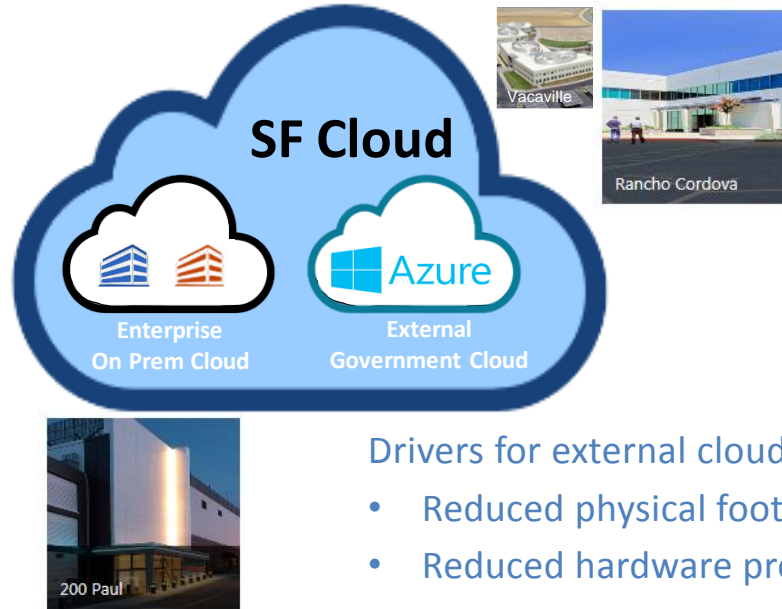 Vacaville
Rancho Cordova
SF Cloud
Azure
Enterprise
On Prem Cloud
External
Government Cloud
200 Paul
Drivers for external cloud
• Reduced physical foot
• Reduced hardware